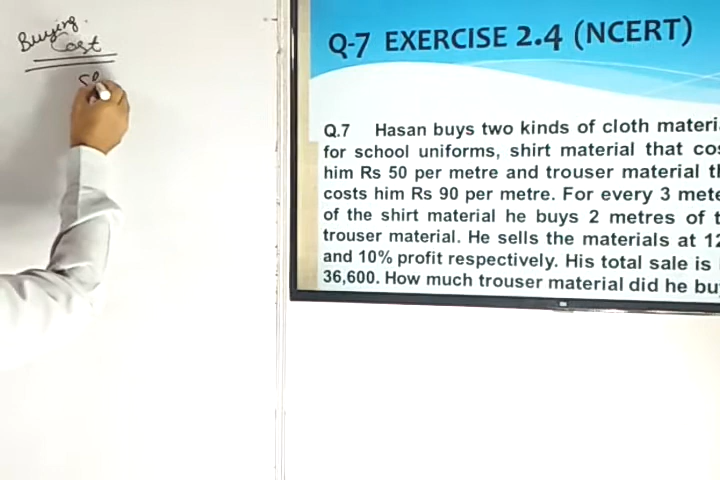 Buying
Cost
50
Q-7 EXERCISE 2.4 (NCERT)
Q.7 Hasan buys two kinds of cloth materi
for school uniforms, shirt material that cos
him Rs 50 per metre and trouser material th
costs him Rs 90 per metre. For every 3 mete
of the shirt material he buys 2 metres of t
trouser material. He sells the materials at 12
and 10% profit respectively. His total sale is
36,600. How much trouser material did he bu